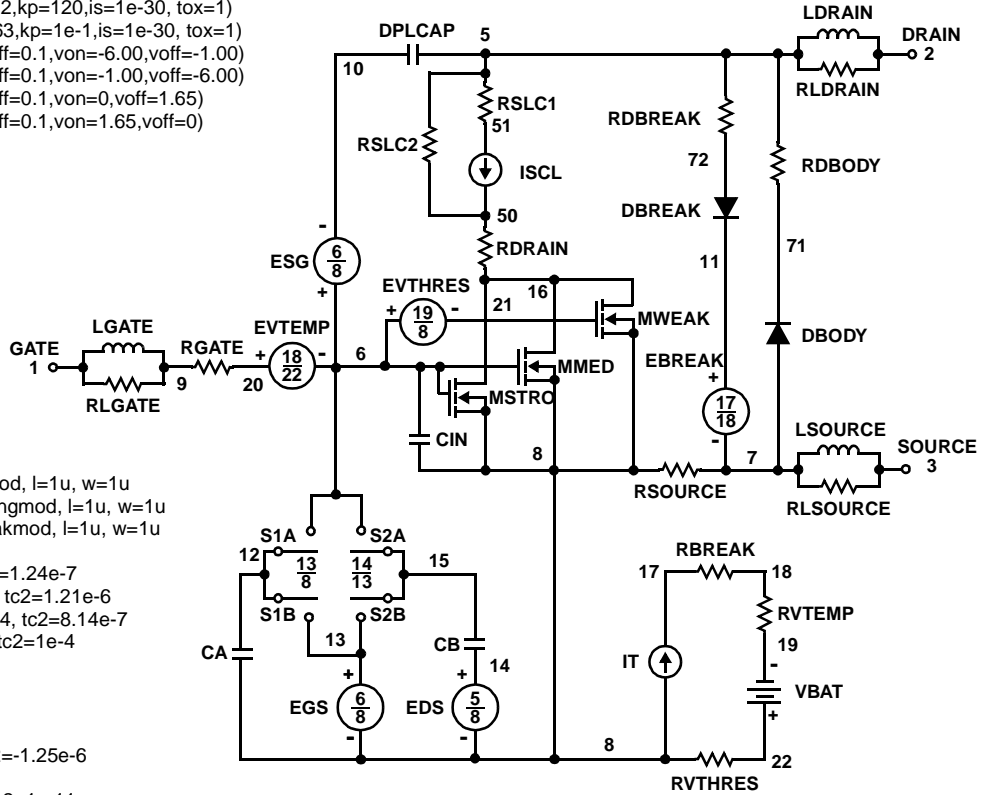 2,kp=120,is=1e-30, tox=1)
63,kp=1e-1,is=1e-30, tox=1)
ff=0.1,von=-6.00,voff=-1.00)
ff=0.1,von=-1.00,voff=-6.00)
ff=0.1,von=0,voff=1.65)
ff=0.1,von=1.65,voff=0)
DPLCAP
5
10
LDRAIN
DRAIN
2
RLDRAIN
RSLC1
51
RSLC2
ISCL
RDBREAK
72
RDBODY
DBREAK
50
RDRAIN
11
71
-
ESG
6
8
+
EVTHRES
+
19
8
-
21
16
MWEAK
DBODY
LGATE
GATE
1
RLGATE
9
RGATE
20
EVTEMP
+
18
22
-
6
MMED
MSTRO
EBREAK
+
17
18
-
CIN
8
RSOURCE
7
LSOURCE
SOURCE
3
RLSOURCE
od, l=1u, w=1u
ngmod, l=1u, w=1u
akmod, l=1u, w=1u
=1.24e-7
tc2=1.21e-6
4, tc2=8.14e-7
tc2=1e-4
=-1.25e-6
S1A
S2A
12
13
8
14
13
15
S1B
S2B
13
CA
CB
14
+
EGS
6
8
-
+
EDS
5
8
-
RBREAK
17
18
RVTEMP
19
IT
-
VBAT
+
8
22
RVTHRES